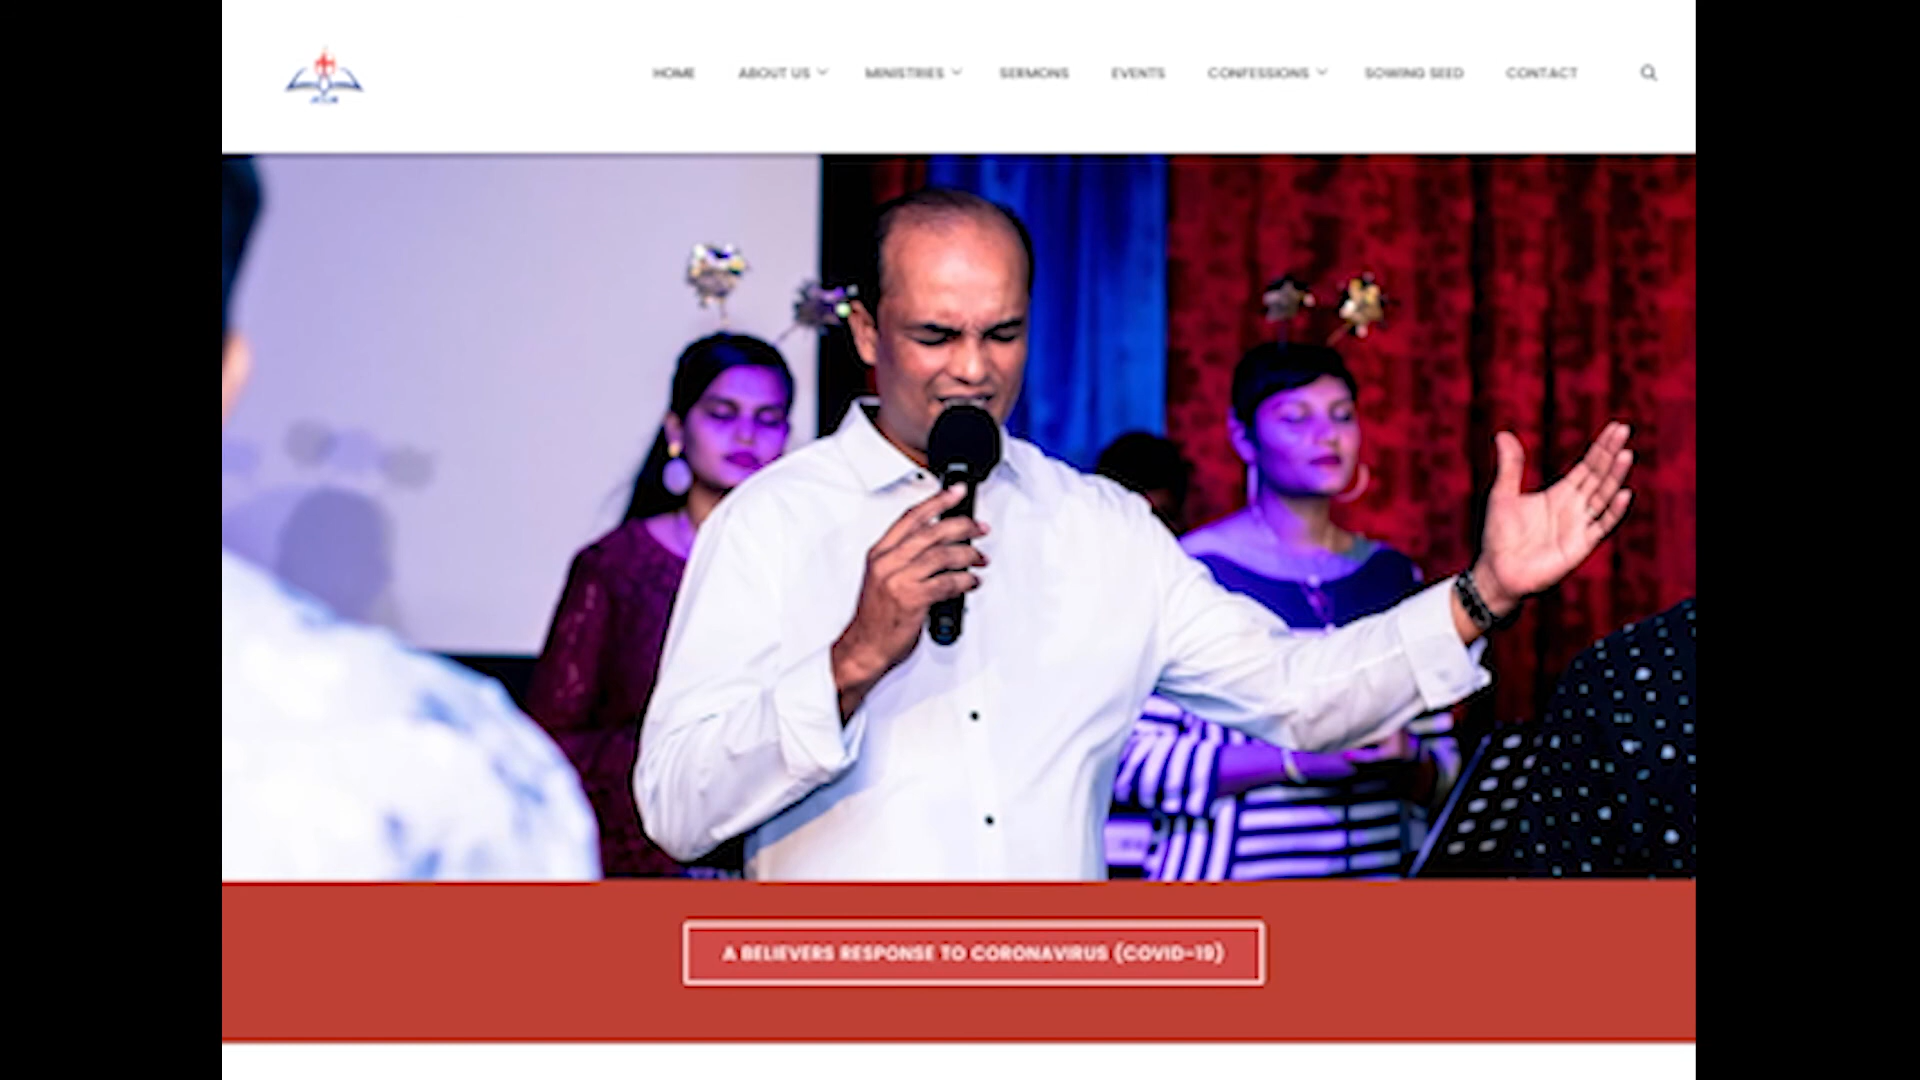 HOME ABOUT US MINISTRIES SERMONS EVENTS CONFESSIONS SOWING SEED CONTACT
A BELIEVERS RESPONSE TO CORONAVIRUS (COVID-19)